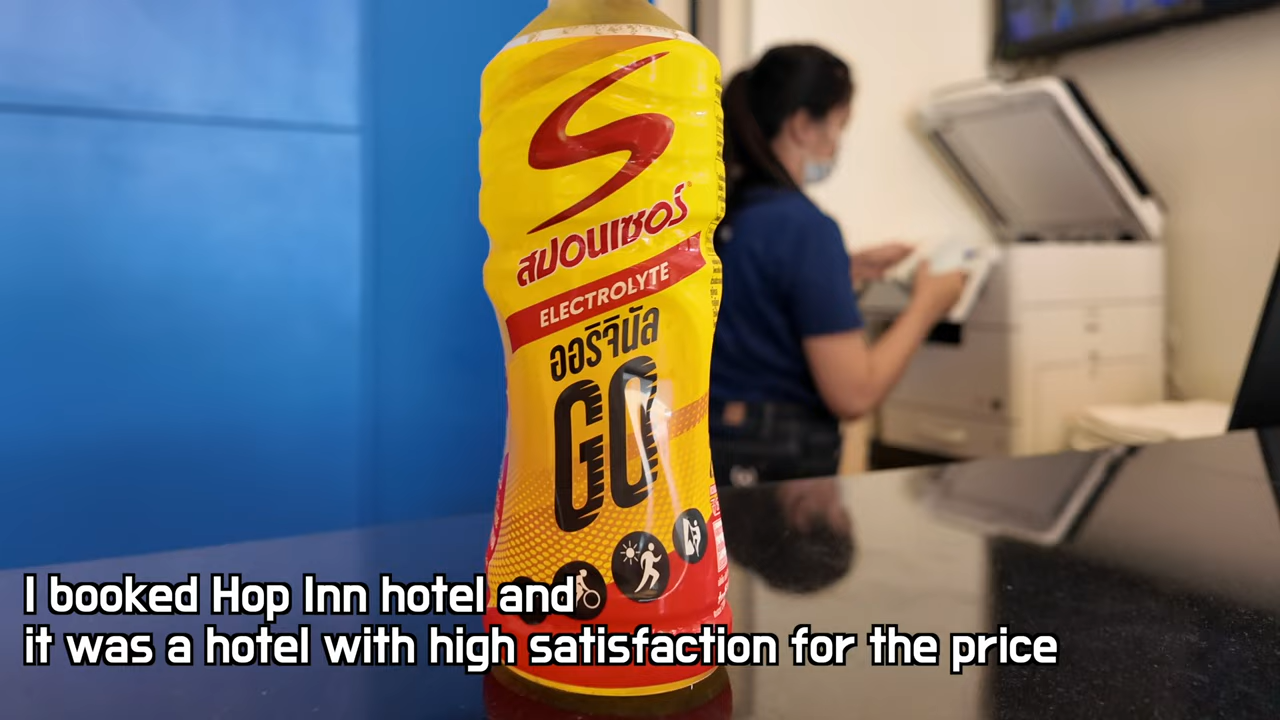 S
สปอนเซอร์
ELECTROLYTE
ออริจินัล
GO
I booked Hop Inn hotel and
it was a hotel with high satisfaction for the price